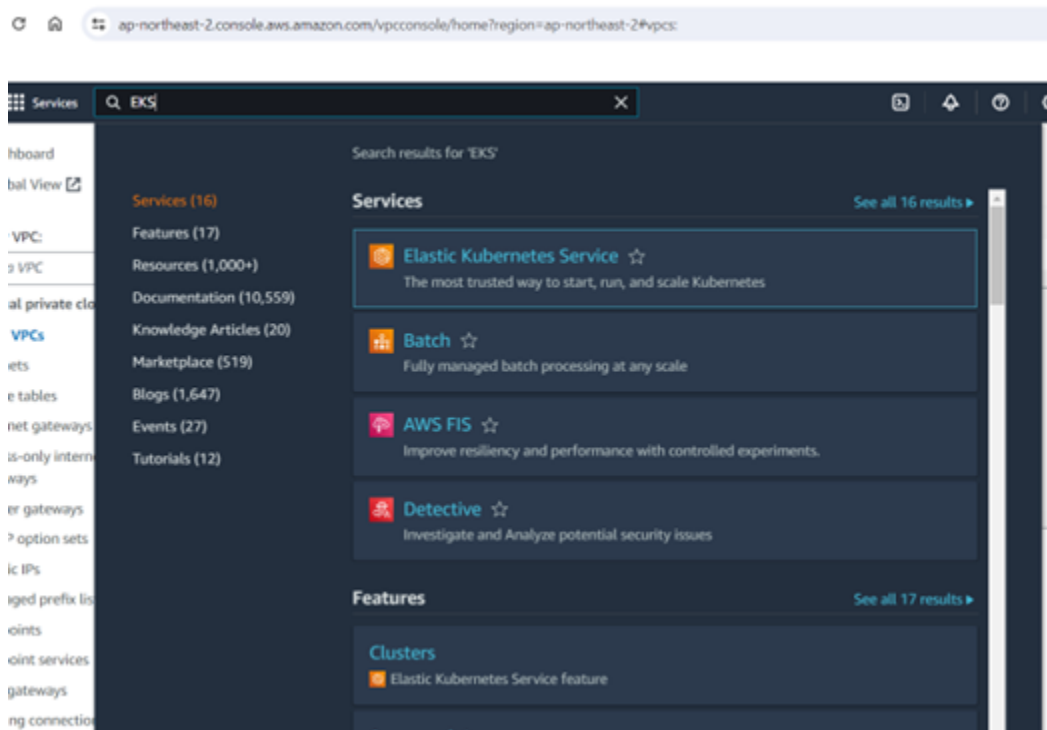 ap-northeast-2.console.aws.amazon.com/vpcconsole/home?region=ap-northeast-2#vpcs:
Services
EKS
hboard
bal View
VPC:
VPC
al private clo
VPCs
ets
e tables
net gateways
ss-only intern
ways
er gateways
P option sets
ic IPs
aged prefix lis
oints
oint services
gateways
ng connection
Search results for 'EKS'
Services (16)
Features (17)
Resources (1,000+)
Documentation (10,559)
Knowledge Articles (20)
Marketplace (519)
Blogs (1,647)
Events (27)
Tutorials (12)
Services
See all 16 results
Elastic Kubernetes Service
The most trusted way to start, run, and scale Kubernetes
Batch
Fully managed batch processing at any scale
AWS FIS
Improve resiliency and performance with controlled experiments.
Detective
Investigate and Analyze potential security issues
Features
See all 17 results
Clusters
Elastic Kubernetes Service feature